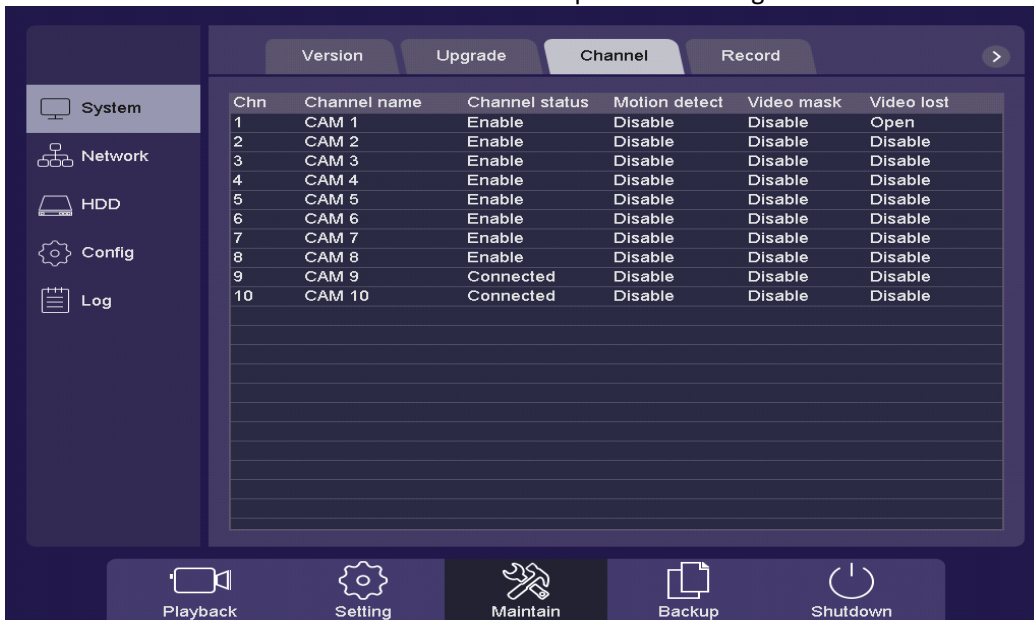 Version Upgrade Channel Record >
System
Network
HDD
Config
Log
Chn Channel name Channel status Motion detect Video mask Video lost
1 CAM 1 Enable Disable Disable Open
2 CAM 2 Enable Disable Disable Disable
3 CAM 3 Enable Disable Disable Disable
4 CAM 4 Enable Disable Disable Disable
5 CAM 5 Enable Disable Disable Disable
6 CAM 6 Enable Disable Disable Disable
7 CAM 7 Enable Disable Disable Disable
8 CAM 8 Enable Disable Disable Disable
9 CAM 9 Connected Disable Disable Disable
10 CAM 10 Connected Disable Disable Disable
Playback Setting Maintain Backup Shutdown